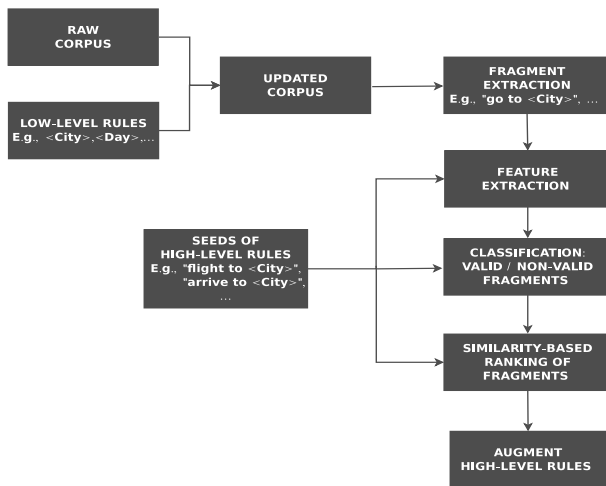 RAW
CORPUS
LOW-LEVEL RULES
E.g., <City>,<Day>,...
UPDATED
CORPUS
FRAGMENT
EXTRACTION
E.g., "go to <City>", ...
FEATURE
EXTRACTION
SEEDS OF
HIGH-LEVEL RULES
E.g., "flight to <City>",
"arrive to <City>",
...
CLASSIFICATION:
VALID / NON-VALID
FRAGMENTS
SIMILARITY-BASED
RANKING OF
FRAGMENTS
AUGMENT
HIGH-LEVEL RULES